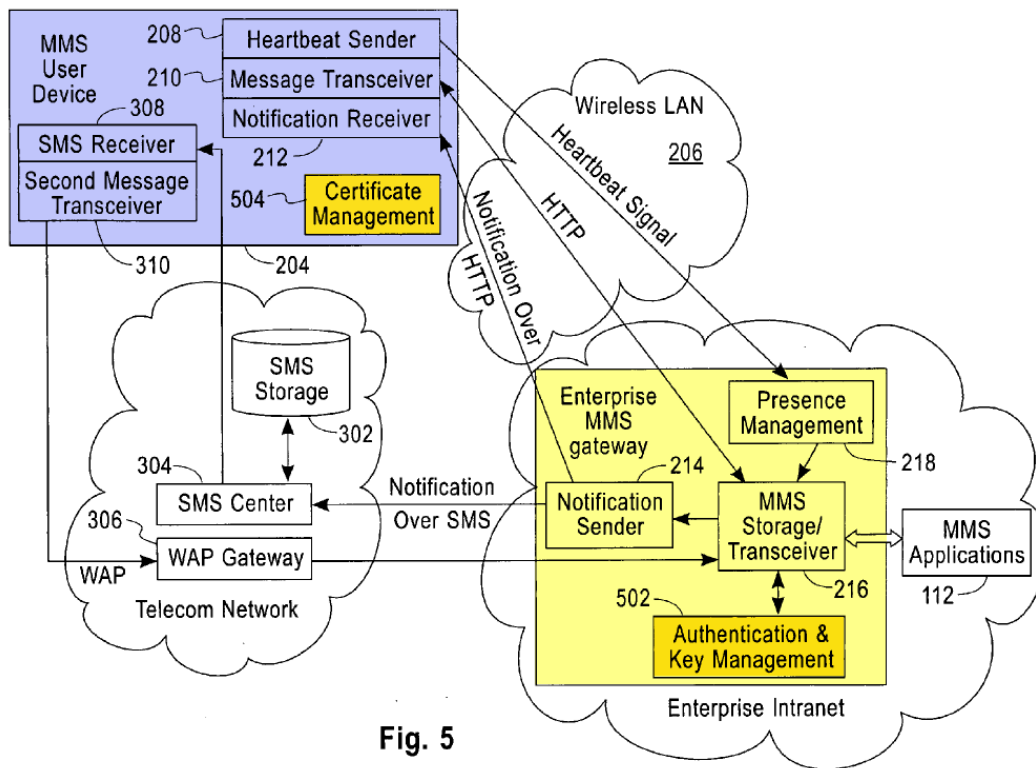 208
Heartbeat Sender
MMS
User
Device
210
Message Transceiver
Notification Receiver
308
SMS Receiver
212
Second Message
Transceiver
504
Certificate
Management
310
204
Wireless LAN
206
Heartbeat Signal
HTTP
Notification Over
HTTP
SMS
Storage
302
304
SMS Center
306
WAP Gateway
WAP
Telecom Network
Notification
Over SMS
Enterprise
MMS
gateway
Presence
Management
218
214
Notification
Sender
MMS
Storage/
Transceiver
216
MMS
Applications
112
502
Authentication &
Key Management
Enterprise Intranet
Fig. 5